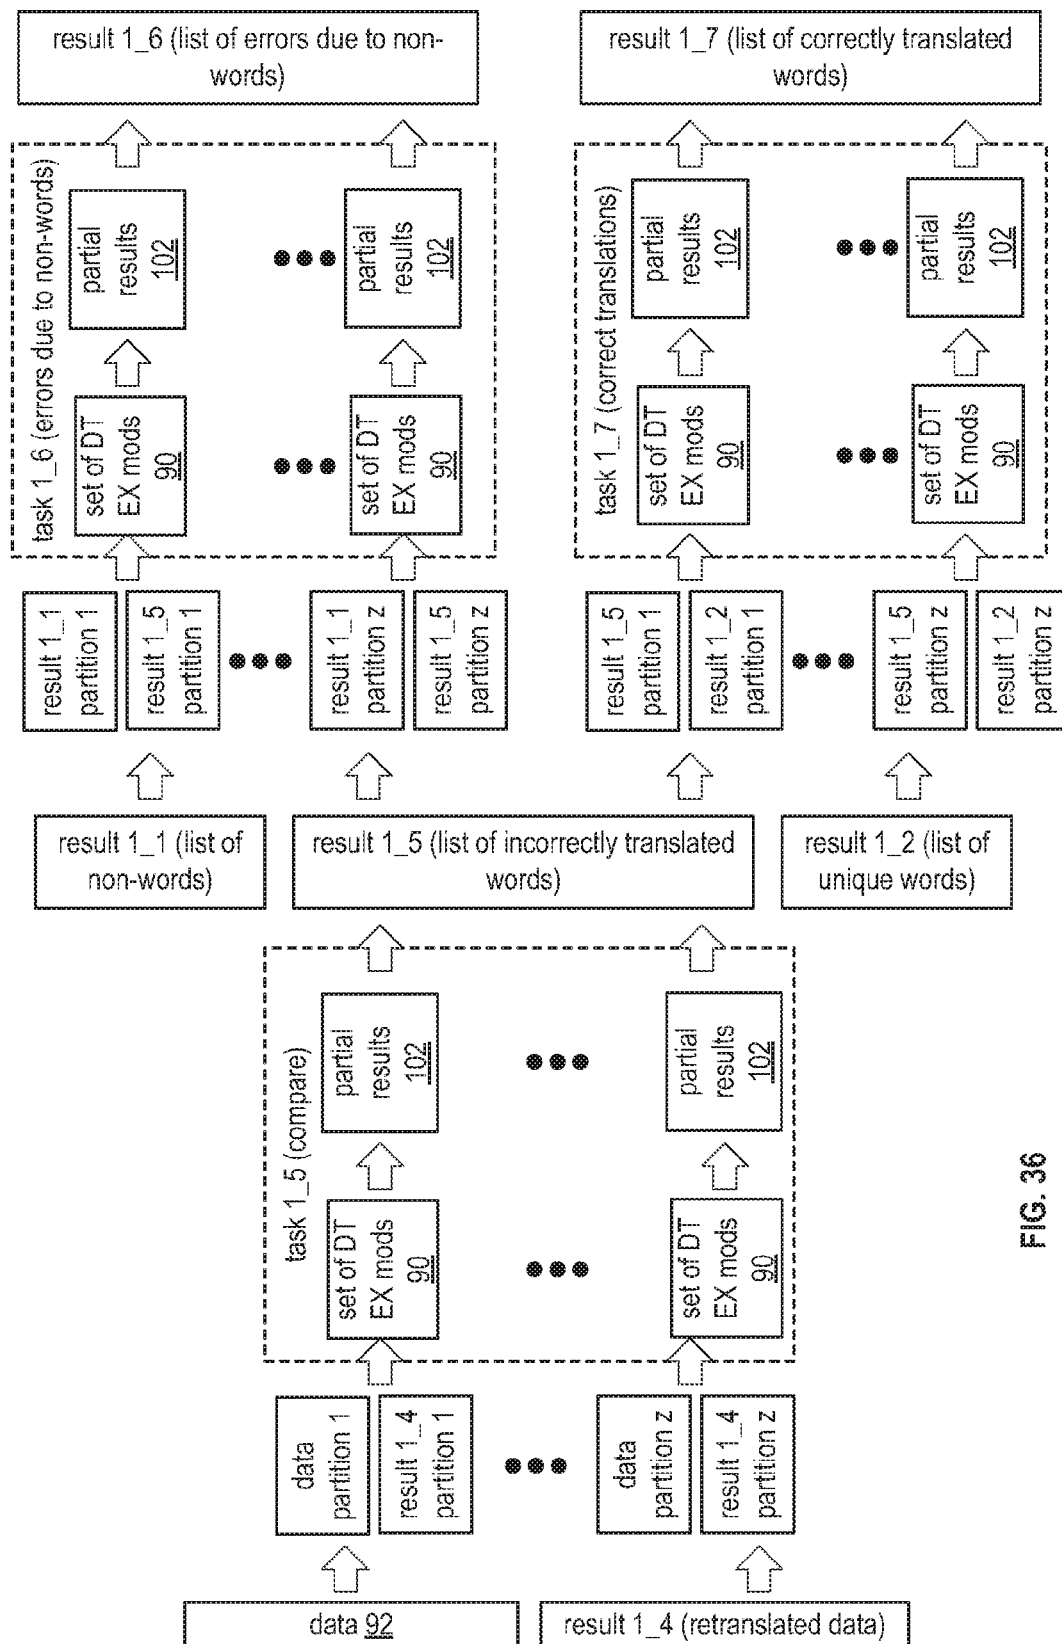 data 92
result 1_4 (retranslated data)
data
partition 1
result 1_4
partition 1
data
partition z
result 1_4
partition z
task 1_5 (compare)
set of DT
EX mods
90
partial
results
102
set of DT
EX mods
90
partial
results
102
result 1_1 (list of
non-words)
result 1_5 (list of incorrectly translated
words)
result 1_2 (list of
unique words)
result 1_1
partition 1
result 1_5
partition 1
result 1_1
partition z
result 1_5
partition z
task 1_6 (errors due to non-words)
set of DT
EX mods
90
partial
results
102
set of DT
EX mods
90
partial
results
102
result 1_6 (list of errors due to non-
words)
result 1_5
partition 1
result 1_2
partition 1
result 1_5
partition z
result 1_2
partition z
task 1_7 (correct translations)
set of DT
EX mods
90
partial
results
102
set of DT
EX mods
90
partial
results
102
result 1_7 (list of correctly translated
words)
FIG. 36